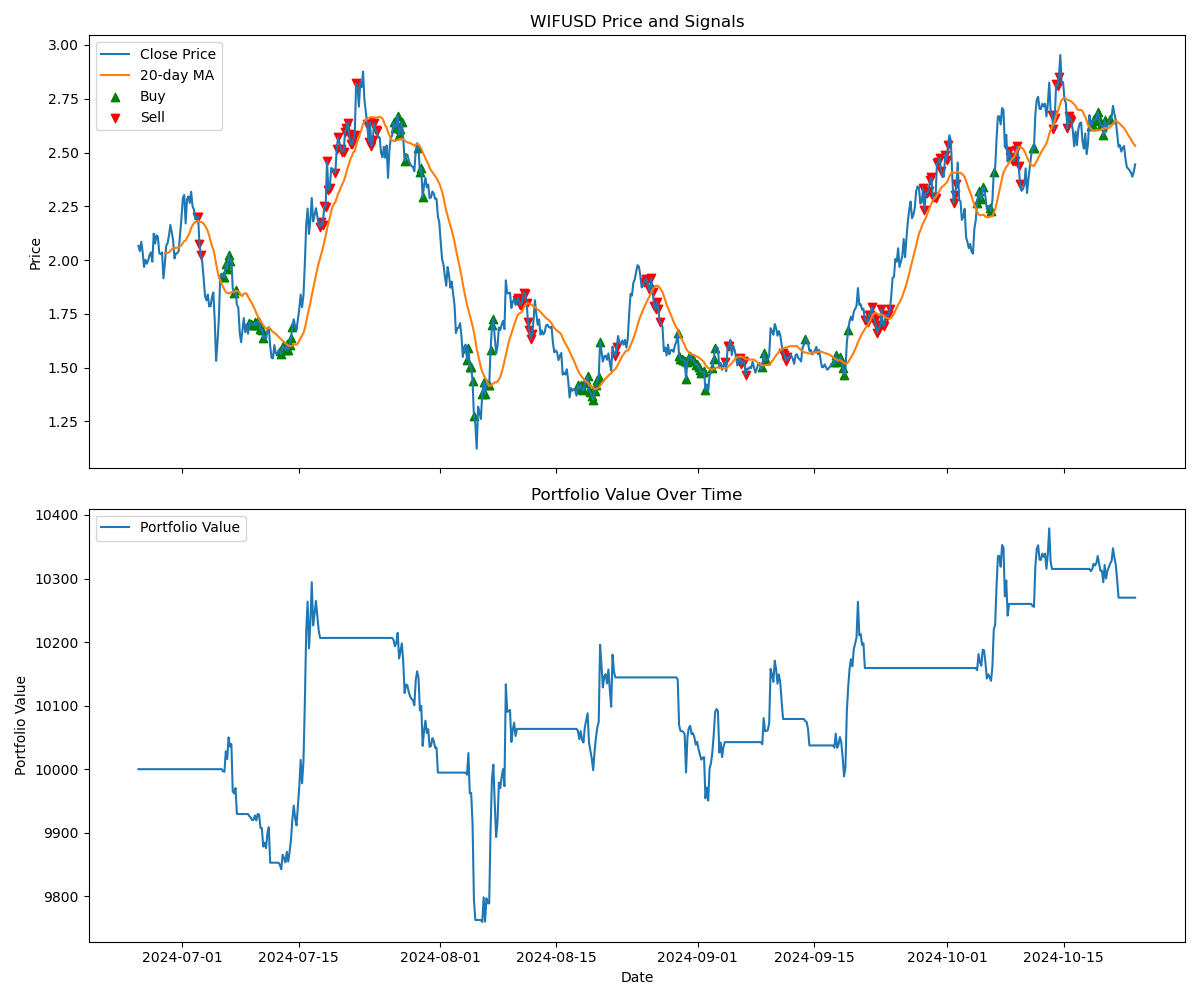 WIFUSD Price and Signals
Close Price
20-day MA
Buy
Sell
Price
3.00
2.75
2.50
2.25
2.00
1.75
1.50
1.25
Portfolio Value Over Time
Portfolio Value
Portfolio Value
10400
10300
10200
10100
10000
9900
9800
2024-07-01 2024-07-15 2024-08-01 2024-08-15 2024-09-01 2024-09-15 2024-10-01 2024-10-15
Date